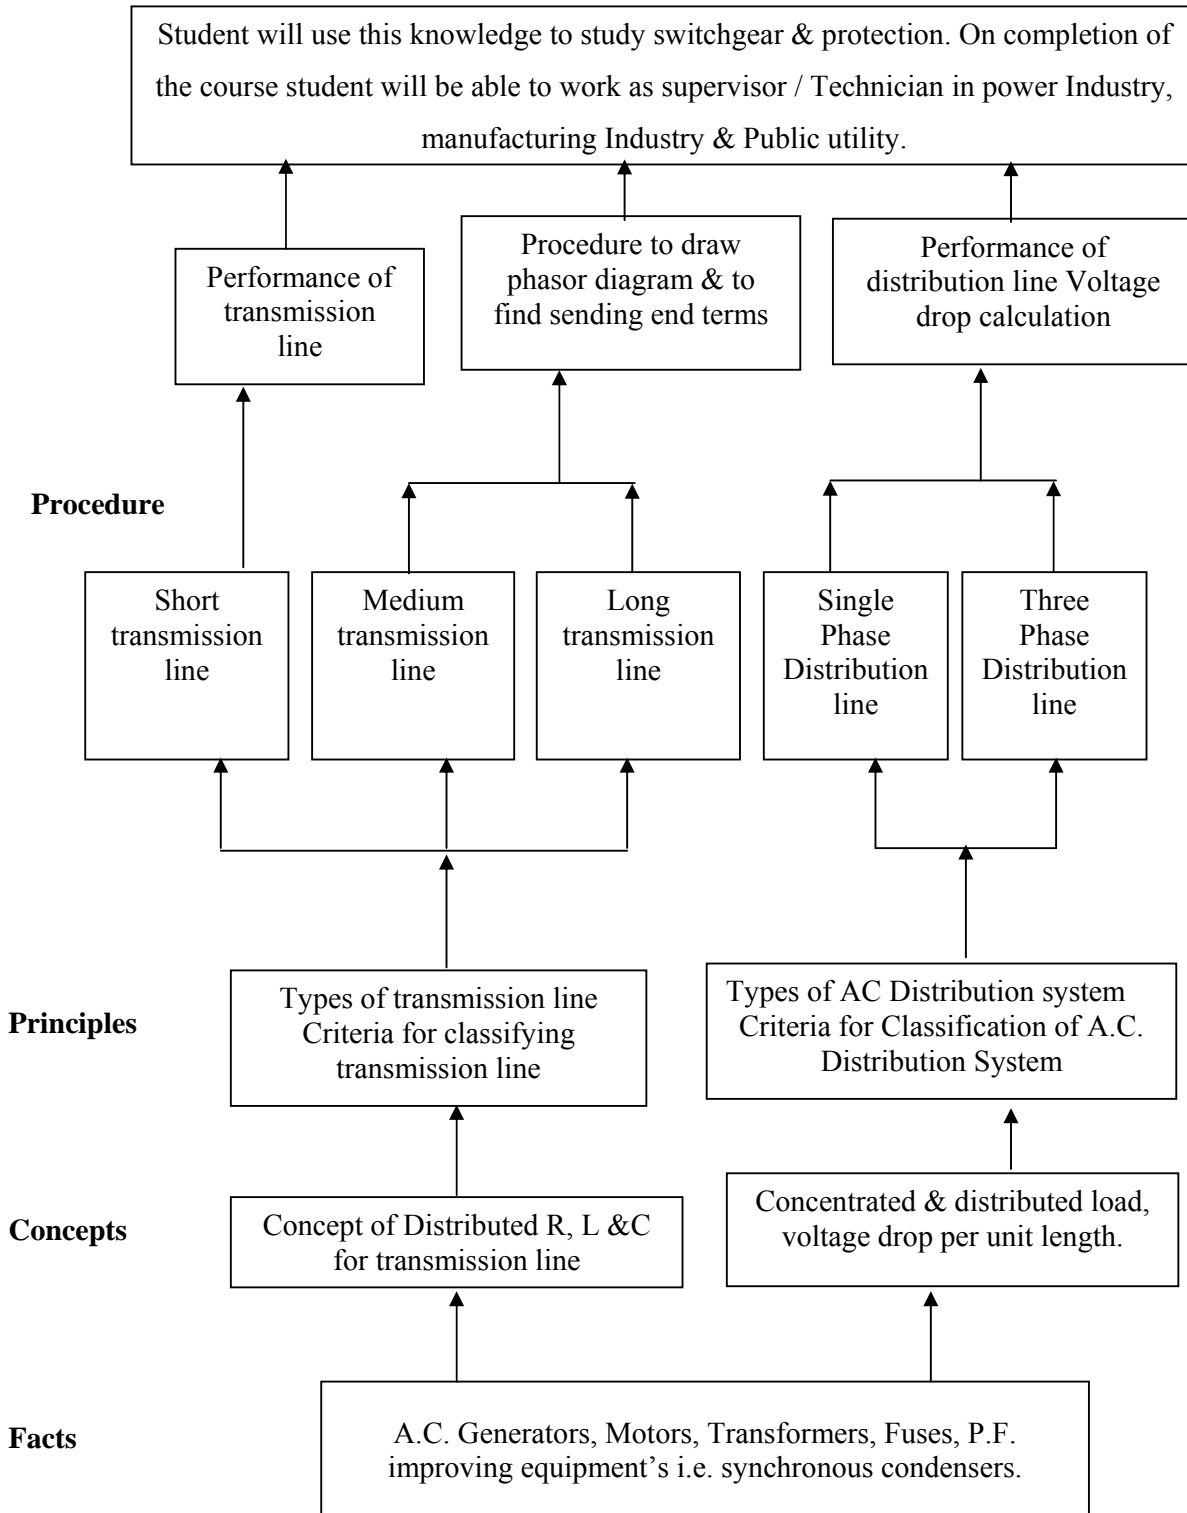 Student will use this knowledge to study switchgear & protection. On completion of
the course student will be able to work as supervisor / Technician in power Industry,
manufacturing Industry & Public utility.
Performance of
transmission
line
Procedure to draw
phasor diagram & to
find sending end terms
Performance of
distribution line Voltage
drop calculation
Procedure
Short
transmission
line
Medium
transmission
line
Long
transmission
line
Single
Phase
Distribution
line
Three
Phase
Distribution
line
Principles
Types of transmission line
Criteria for classifying
transmission line
Types of AC Distribution system
Criteria for Classification of A.C.
Distribution System
Concepts
Concept of Distributed R, L &C
for transmission line
Concentrated & distributed load,
voltage drop per unit length.
Facts
A.C. Generators, Motors, Transformers, Fuses, P.F.
improving equipment’s i.e. synchronous condensers.